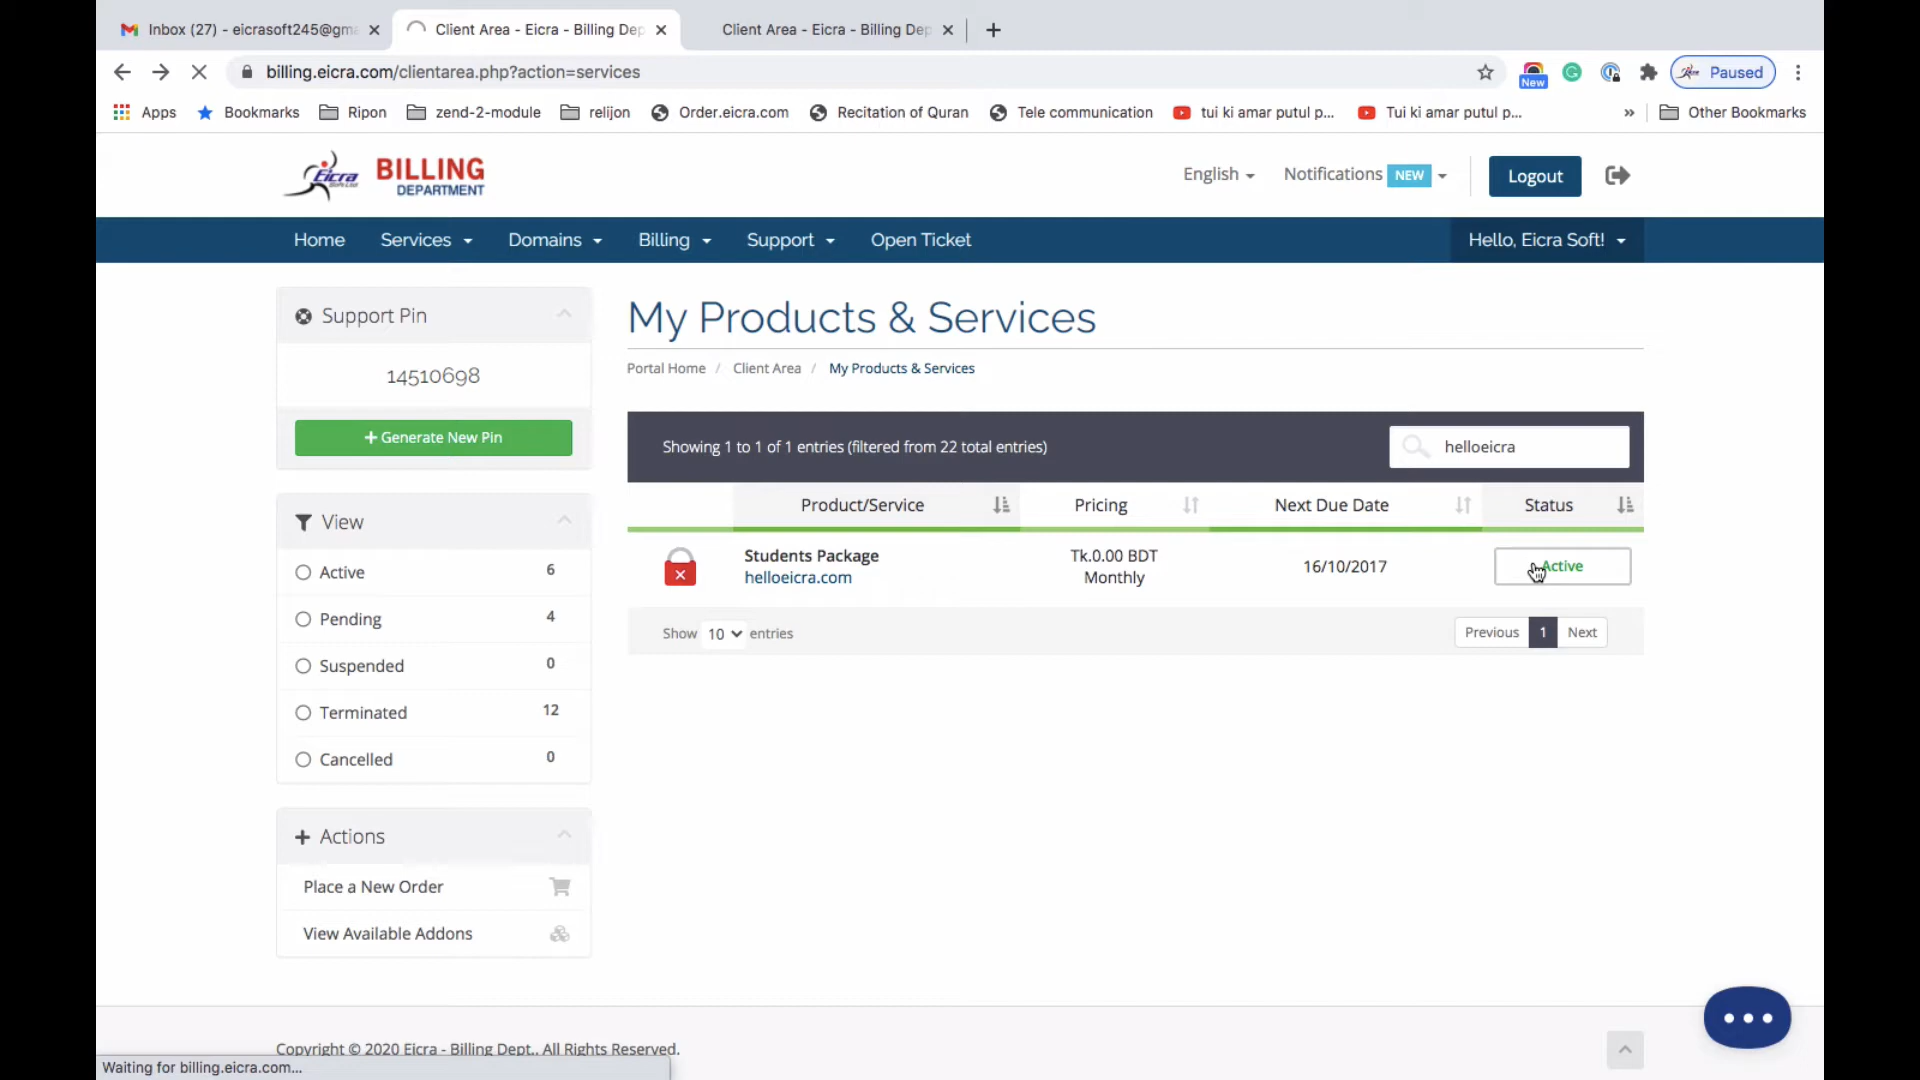 Inbox (27) - eicrasoft245@gma
Client Area - Eicra - Billing Dep
Client Area - Eicra - Billing Dep
billing.eicra.com/clientarea.php?action=services
New
Paused
Apps
Bookmarks
Ripon
zend-2-module
relijon
Order.eicra.com
Recitation of Quran
Tele communication
tui ki amar putul p...
Tui ki amar putul p...
»
Other Bookmarks
Eicra
BILLING
DEPARTMENT
English
Notifications NEW
Logout
Home
Services
Domains
Billing
Support
Open Ticket
Hello, Eicra Soft!
Support Pin
14510698
+ Generate New Pin
View
Active 6
Pending 4
Suspended 0
Terminated 12
Cancelled 0
Actions
Place a New Order
View Available Addons
My Products & Services
Portal Home / Client Area / My Products & Services
Showing 1 to 1 of 1 entries (filtered from 22 total entries)
helloeicra
Product/Service Pricing Next Due Date Status
Students Package
helloeicra.com
Tk.0.00 BDT
Monthly
16/10/2017
Active
Show 10 entries
Previous 1 Next
Copyright © 2020 Eicra - Billing Dept.. All Rights Reserved.
Waiting for billing.eicra.com...